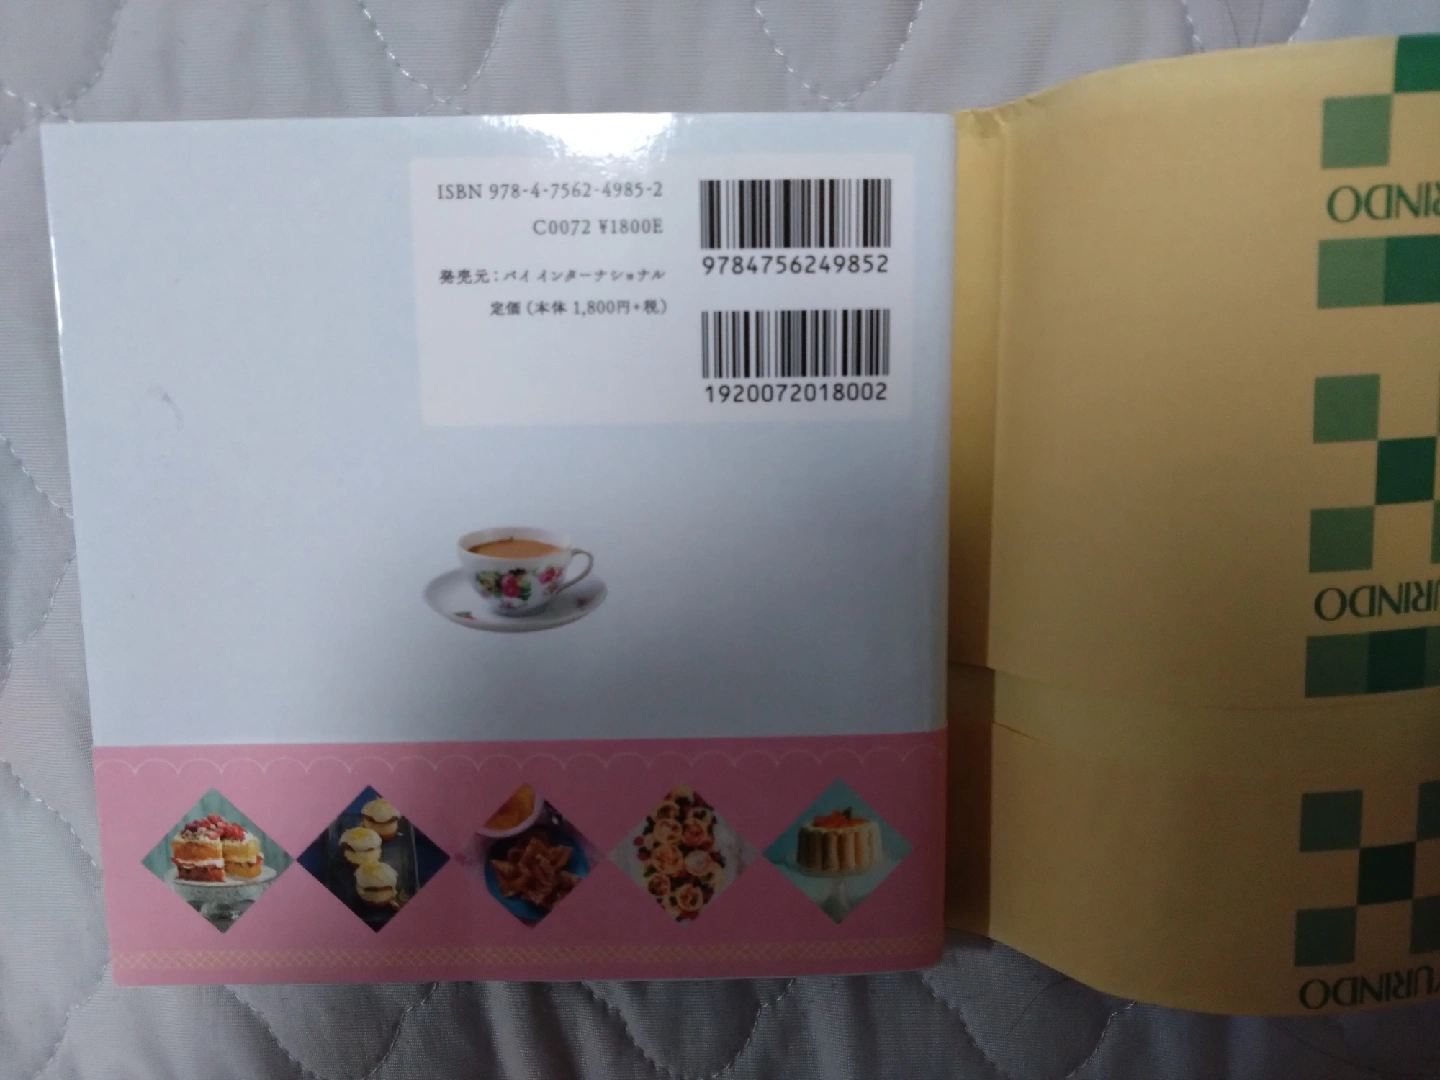 ISBN 978-4-7562-4985-2
C0072 ¥1800E
発売元：パイ インターナショナル
定価（本体 1,800円+税）
9784756249852
1920072018002
RINDO
URINDO
URINDO